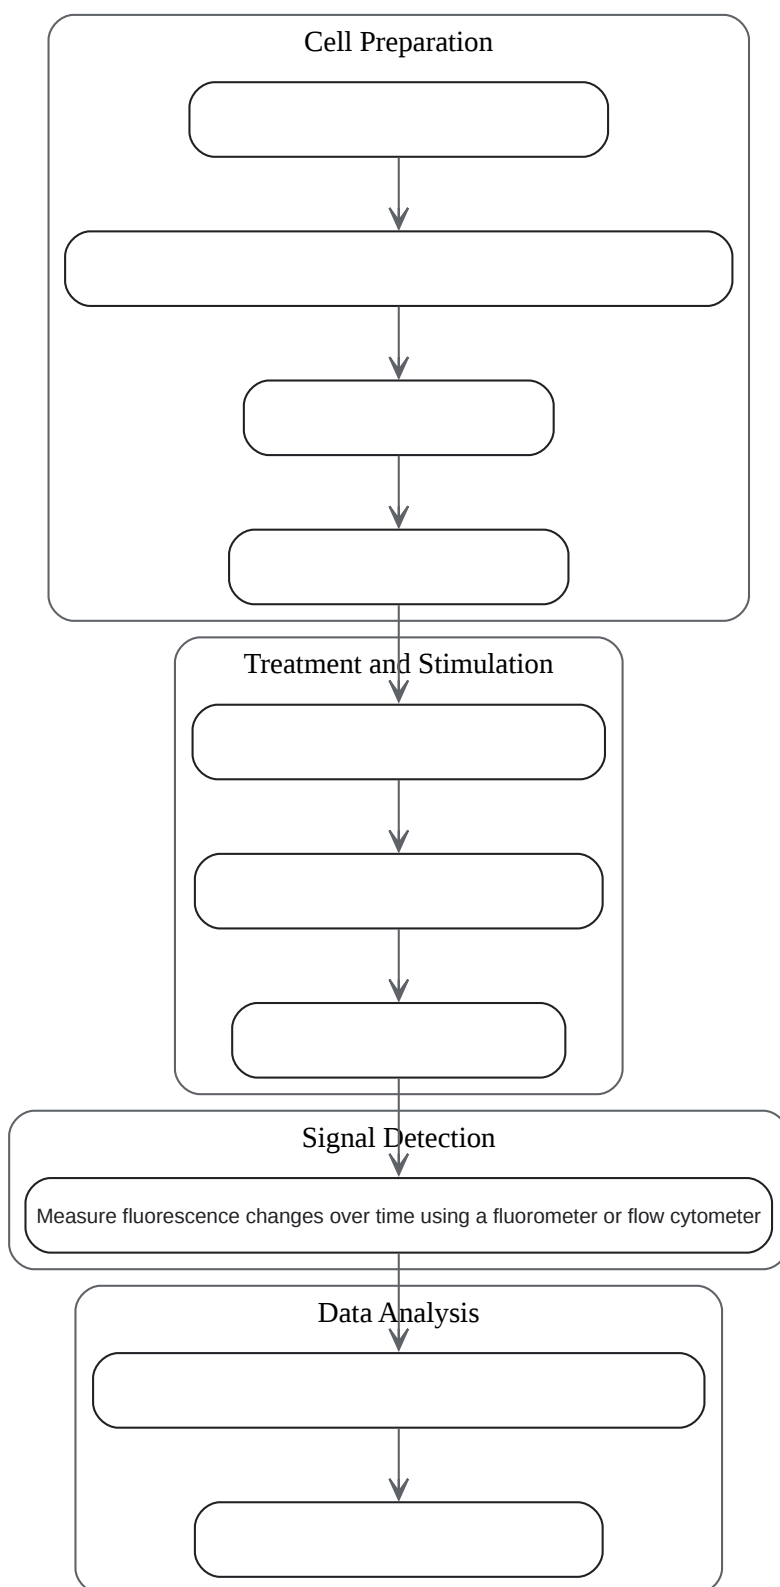 Cell Preparation
Treatment and Stimulation
Signal Detection
Measure fluorescence changes over time using a fluorometer or flow cytometer
Data Analysis